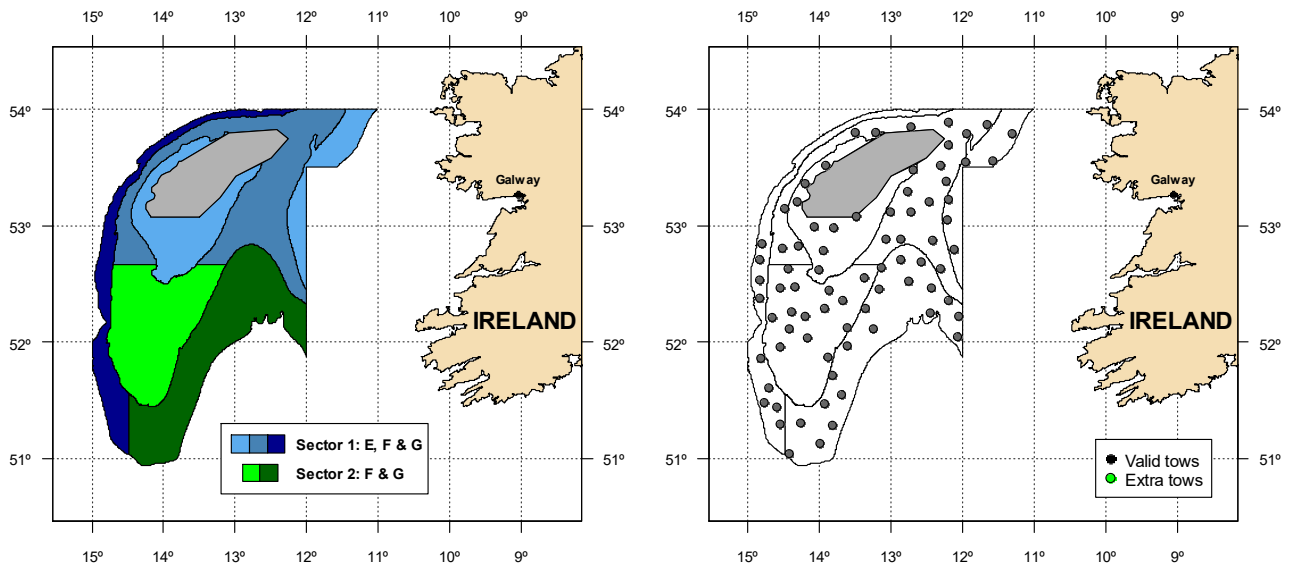 15º 14º 13º 12º 11º 10º 9º
54º
53º
52º
51º
Galway
IRELAND
Sector 1: E, F & G
Sector 2: F & G
54º
53º
52º
51º
15º 14º 13º 12º 11º 10º 9º
15º 14º 13º 12º 11º 10º 9º
54º
53º
52º
51º
Galway
IRELAND
Valid tows
Extra tows
54º
53º
52º
51º
15º 14º 13º 12º 11º 10º 9º